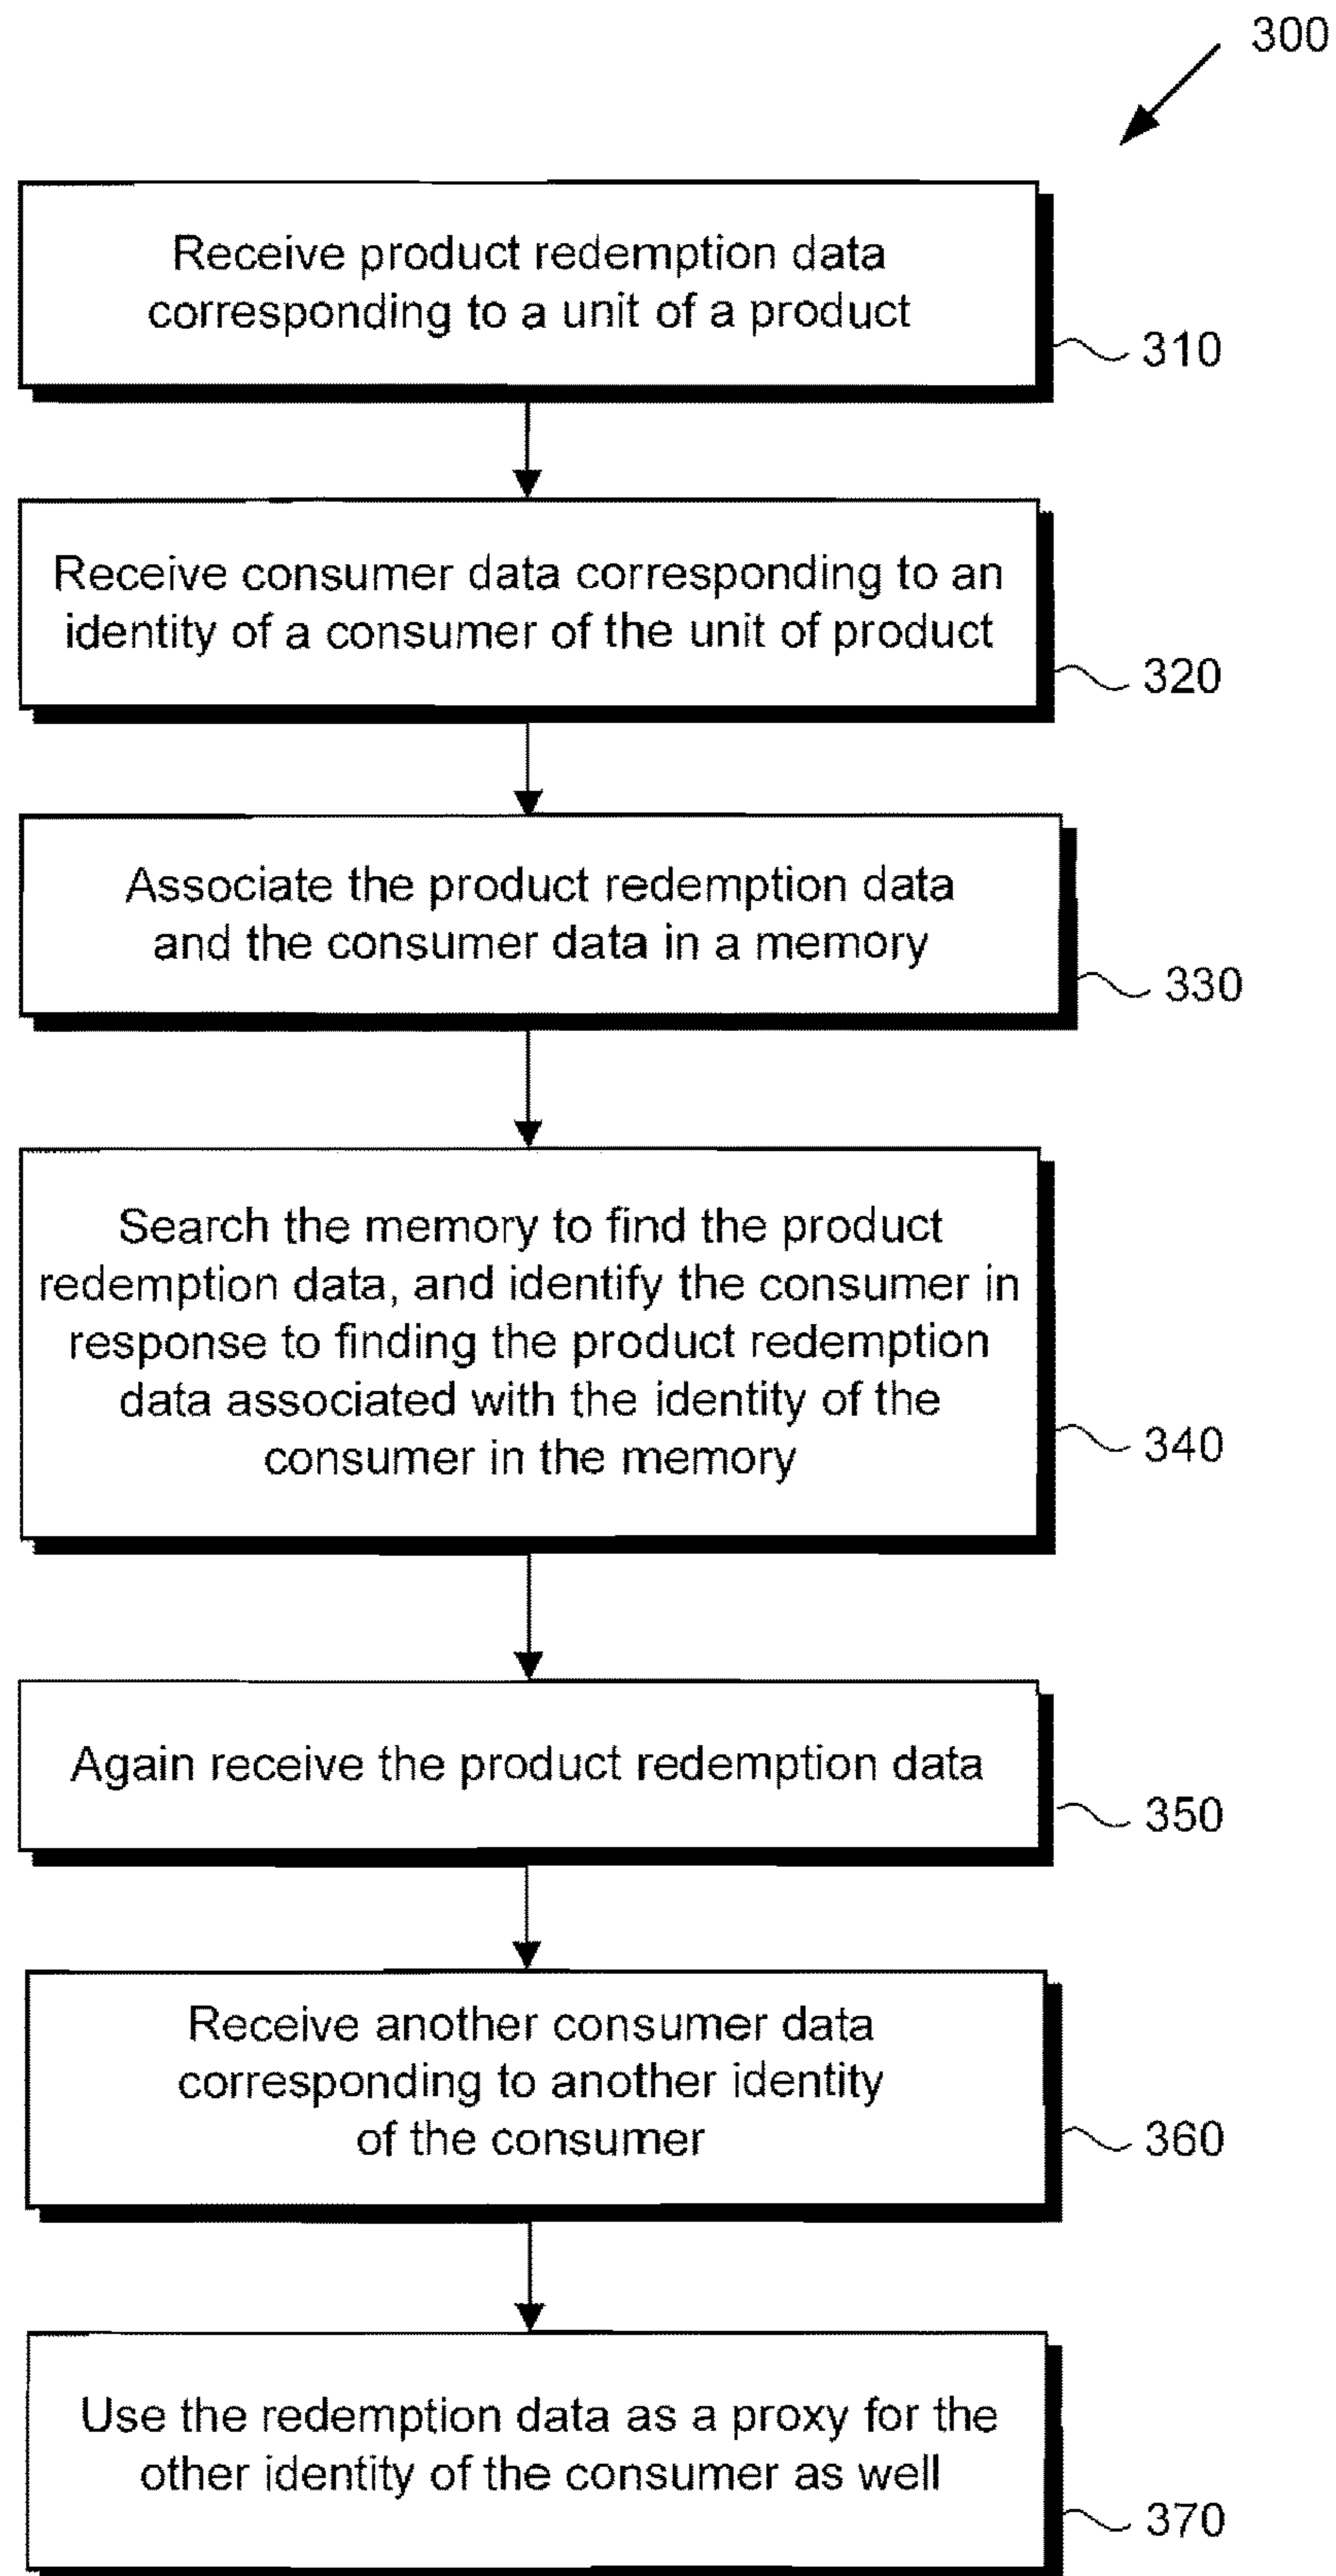 300
Receive product redemption data
corresponding to a unit of a product
310
Receive consumer data corresponding to an
identity of a consumer of the unit of product
320
Associate the product redemption data
and the consumer data in a memory
330
Search the memory to find the product
redemption data, and identify the consumer in
response to finding the product redemption
data associated with the identity of the
consumer in the memory
340
Again receive the product redemption data
350
Receive another consumer data
corresponding to another identity
of the consumer
360
Use the redemption data as a proxy for the
other identity of the consumer as well
370